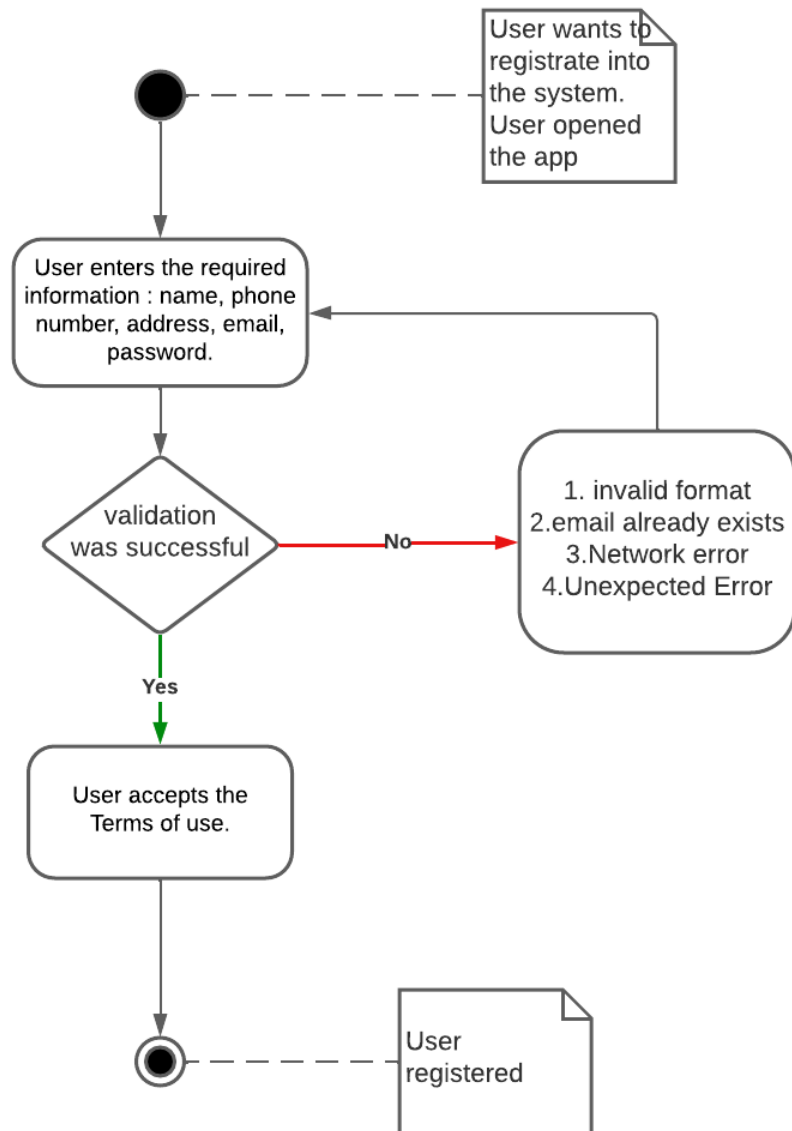 User wants to
registrate into
the system.
User opened
the app
User enters the required
information : name, phone
number, address, email,
password.
validation
was successful
No
1. invalid format
2.email already exists
3.Network error
4.Unexpected Error
Yes
User accepts the
Terms of use.
User
registered